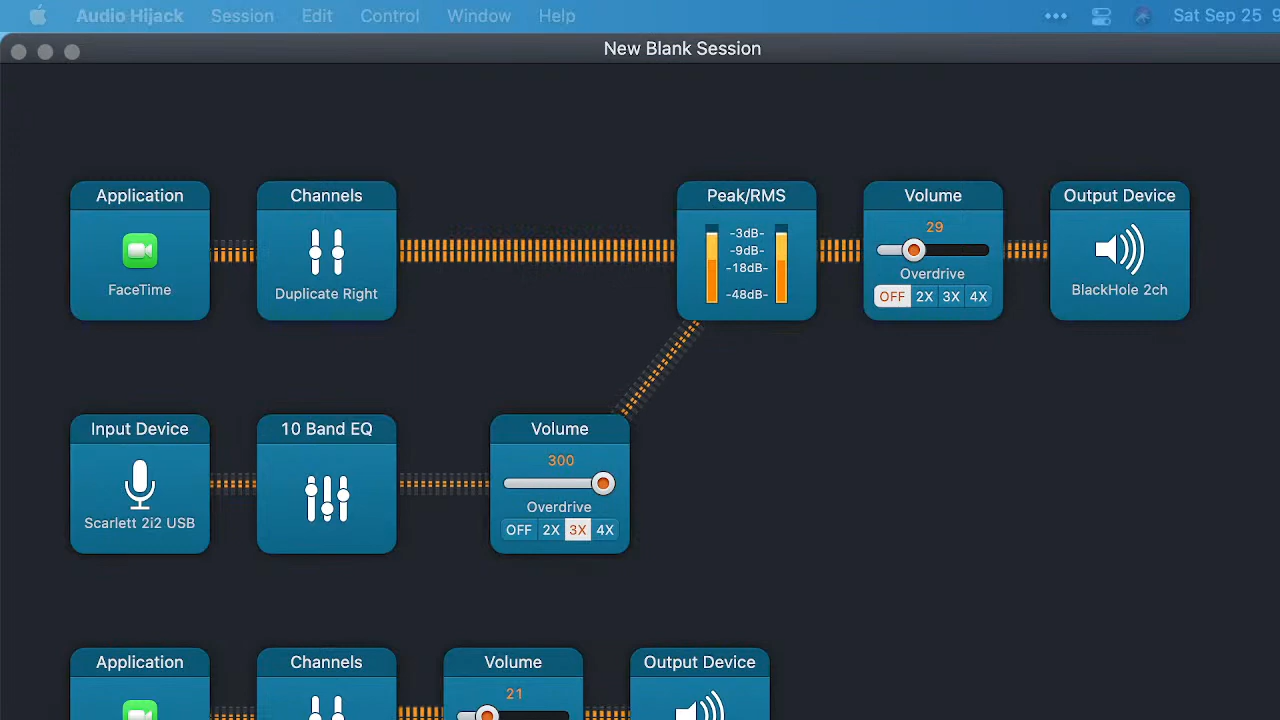 Audio Hijack Session Edit Control Window Help Sat Sep 25 9
New Blank Session
Application
FaceTime
Channels
Duplicate Right
Peak/RMS
-3dB-
-9dB-
-18dB-
-48dB-
Volume
29
Overdrive
OFF 2X 3X 4X
Output Device
BlackHole 2ch
Input Device
Scarlett 2i2 USB
10 Band EQ
Volume
300
Overdrive
OFF 2X 3X 4X
Application
Channels
Volume
21
Output Device